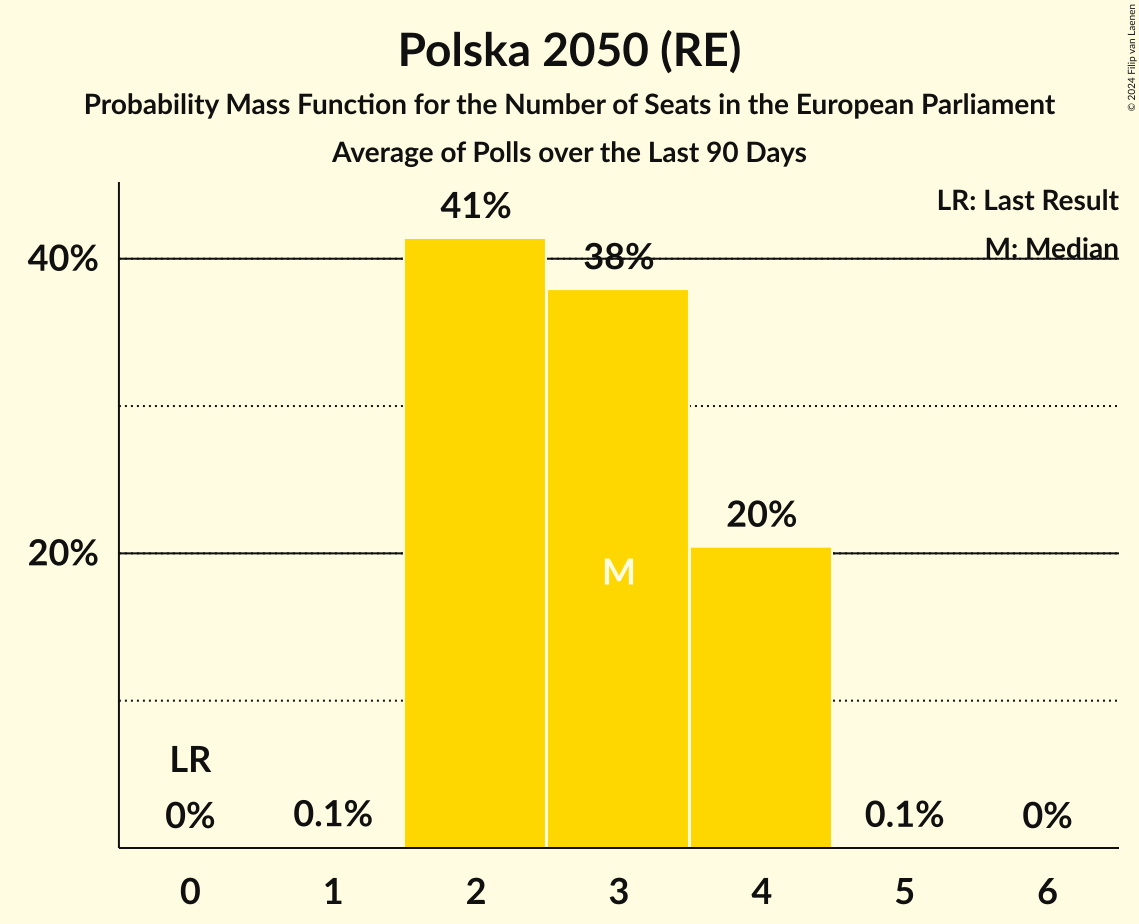 Polska 2050 (RE)
Probability Mass Function for the Number of Seats in the European Parliament
Average of Polls over the Last 90 Days
© 2024 Filip van Laenen
LR: Last Result
M: Median
41%
38%
40%
20%
20%
M
LR
0%
0.1%
0.1%
0%
0 1 2 3 4 5 6